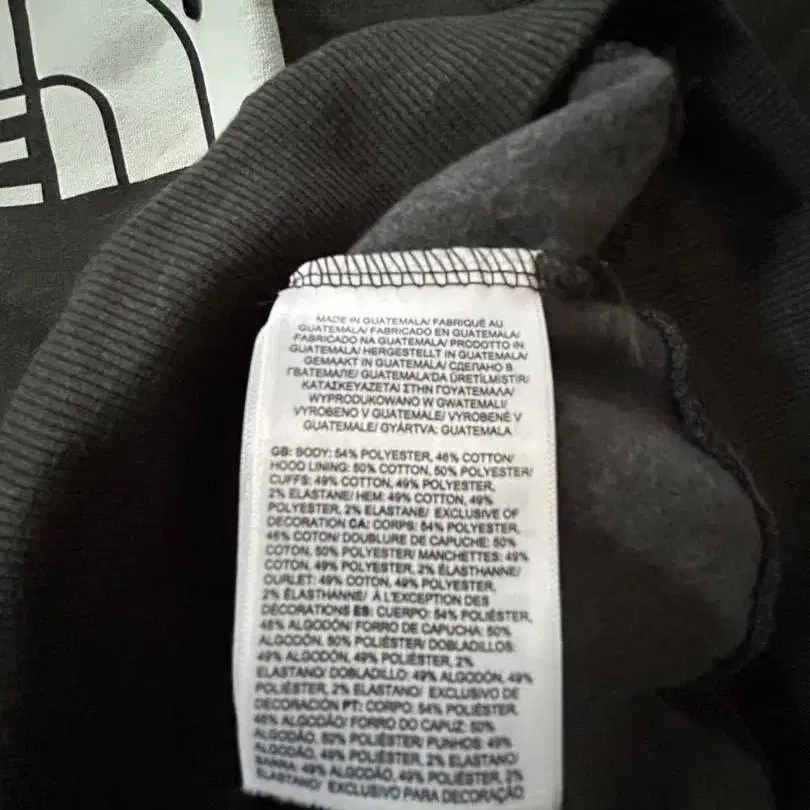 E
MADE IN GUATEMALA/ FABRIQUÉ AU
GUATEMALA/ FABRICADO EN GUATEMALA/
FABRICADO NA GUATEMALA/ PRODOTTO IN
GUATEMALA/ HERGESTELLT IN GUATEMALA/
GEMAAKT IN GUATEMALA/ СДЕЛАНО В
ГВАТЕМАЛЕ/ GUATEMALA'DA ÜRETİLMİŞTİR/
ΚΑΤΑΣΚΕΥΑΖΕΤΑΙ ΣΤΗΝ ΓΟΥΑΤΕΜΑΛΑ/
WYPRODUKOWANO W GWATEMALI/
VYROBENO V GUATEMALE/ VYROBENÉ V
GUATEMALE/ GYÁRTVA: GUATEMALA
GB: BODY: 54% POLYESTER, 46% COTTON/
HOOD LINING: 50% COTTON, 50% POLYESTER/
CUFFS: 49% COTTON, 49% POLYESTER,
2% ELASTANE/ HEM: 49% COTTON, 49%
POLYESTER, 2% ELASTANE/ EXCLUSIVE OF
DECORATION CA: CORPS: 54% POLYESTER,
46% COTON/ DOUBLURE DE CAPUCHE: 50%
COTON, 50% POLYESTER/ MANCHETTES: 49%
COTON, 49% POLYESTER, 2% ÉLASTHANNE/
OURLET: 49% COTON, 49% POLYESTER,
2% ÉLASTHANNE/ À L'EXCEPTION DES
DÉCORATIONS ES: CUERPO: 54% POLIÉSTER,
46% ALGODÓN/ FORRO DE CAPUCHA: 50%
ALGODÓN, 50% POLIÉSTER/ DOBLADILLOS:
49% ALGODÓN, 49% POLIÉSTER, 2%
ELASTANO/ DOBLADILLO: 49% ALGODÓN, 49%
POLIÉSTER, 2% ELASTANO/ EXCLUSIVO DE
DECORACIÓN PT: CORPO: 54% POLIÉSTER,
46% ALGODÃO/ FORRO DO CAPUZ: 50%
ALGODÃO, 50% POLIÉSTER/ PUNHOS: 49%
ALGODÃO, 49% POLIÉSTER, 2% ELASTANO/
BAINHA: 49% ALGODÃO, 49% POLIÉSTER, 2%
ELASTANO/ EXCLUSIVO PARA DECORAÇÃO